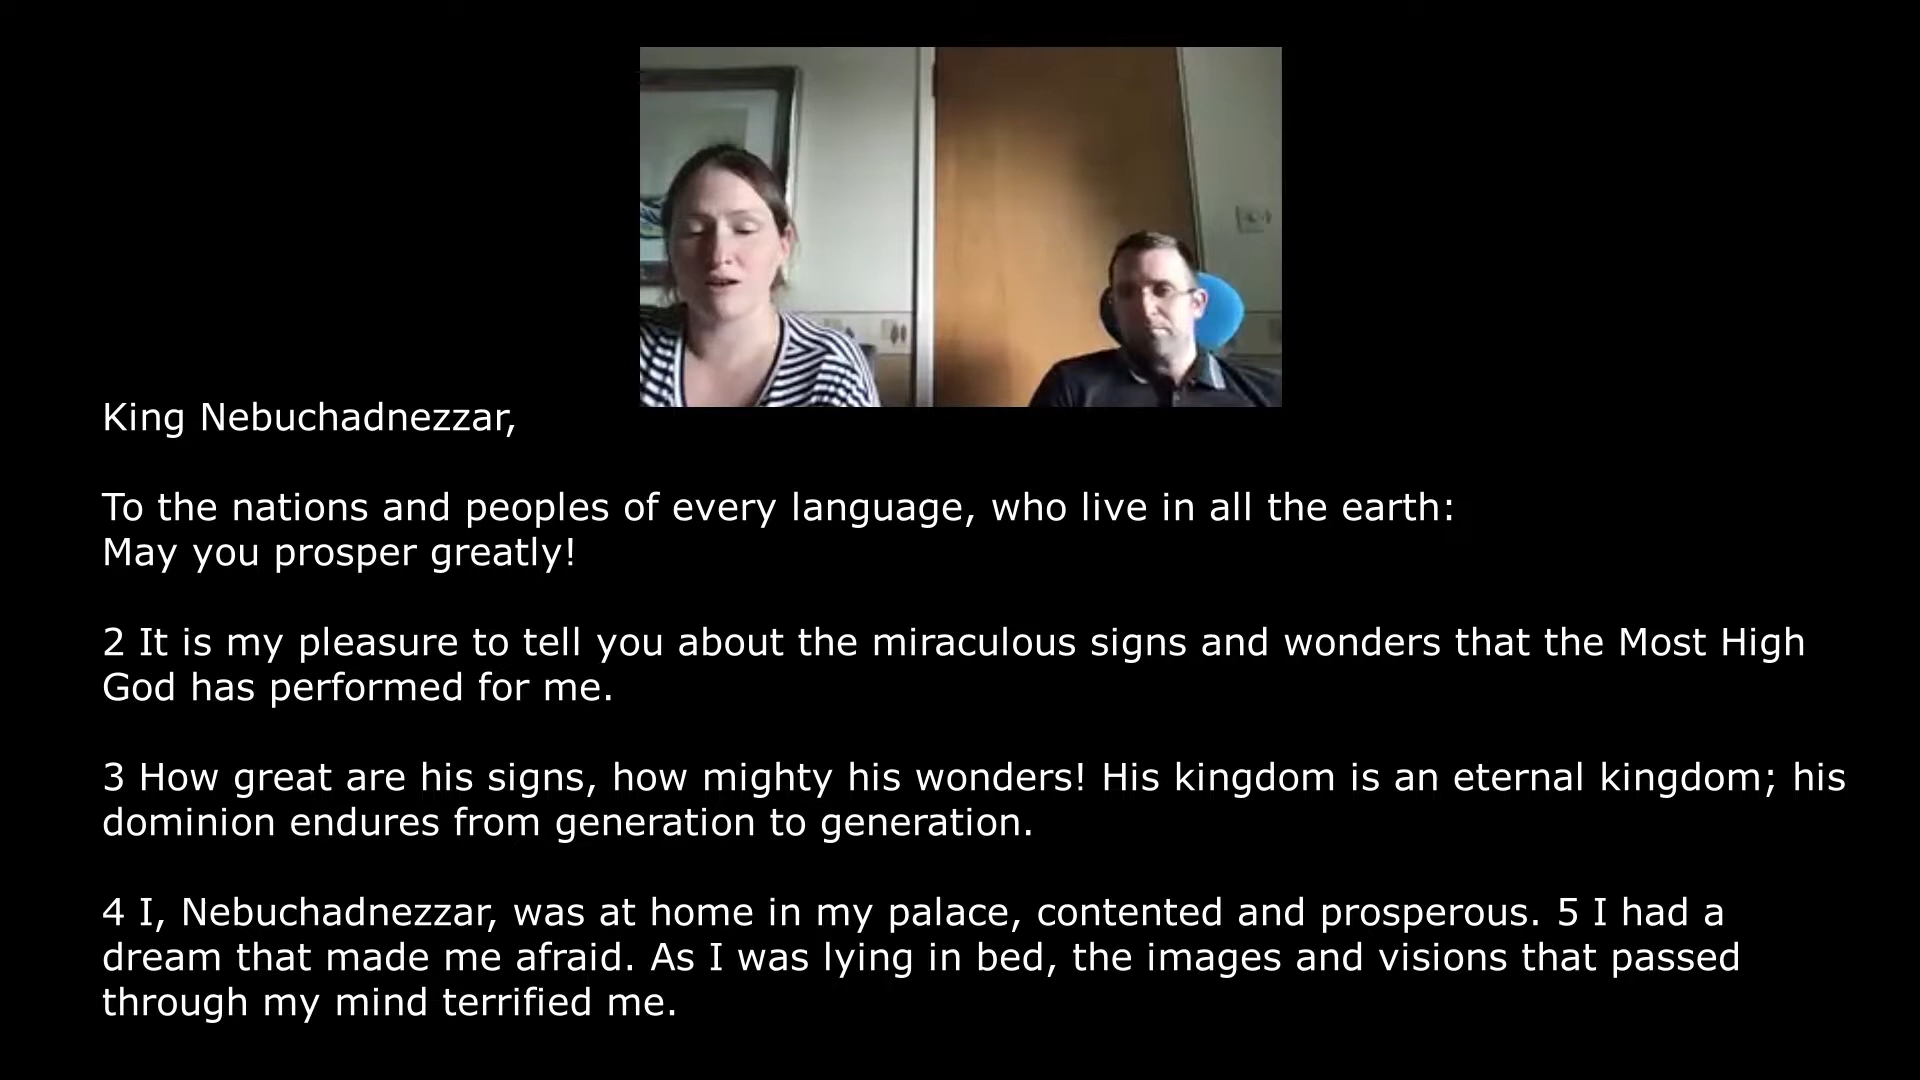 King Nebuchadnezzar,
To the nations and peoples of every language, who live in all the earth:
May you prosper greatly!
2 It is my pleasure to tell you about the miraculous signs and wonders that the Most High
God has performed for me.
3 How great are his signs, how mighty his wonders! His kingdom is an eternal kingdom; his
dominion endures from generation to generation.
4 I, Nebuchadnezzar, was at home in my palace, contented and prosperous. 5 I had a
dream that made me afraid. As I was lying in bed, the images and visions that passed
through my mind terrified me.